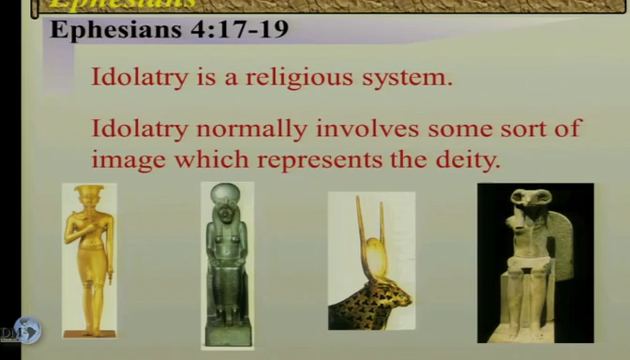 Ephesians
Ephesians 4:17-19
Idolatry is a religious system.
Idolatry normally involves some sort of
image which represents the deity.
DM